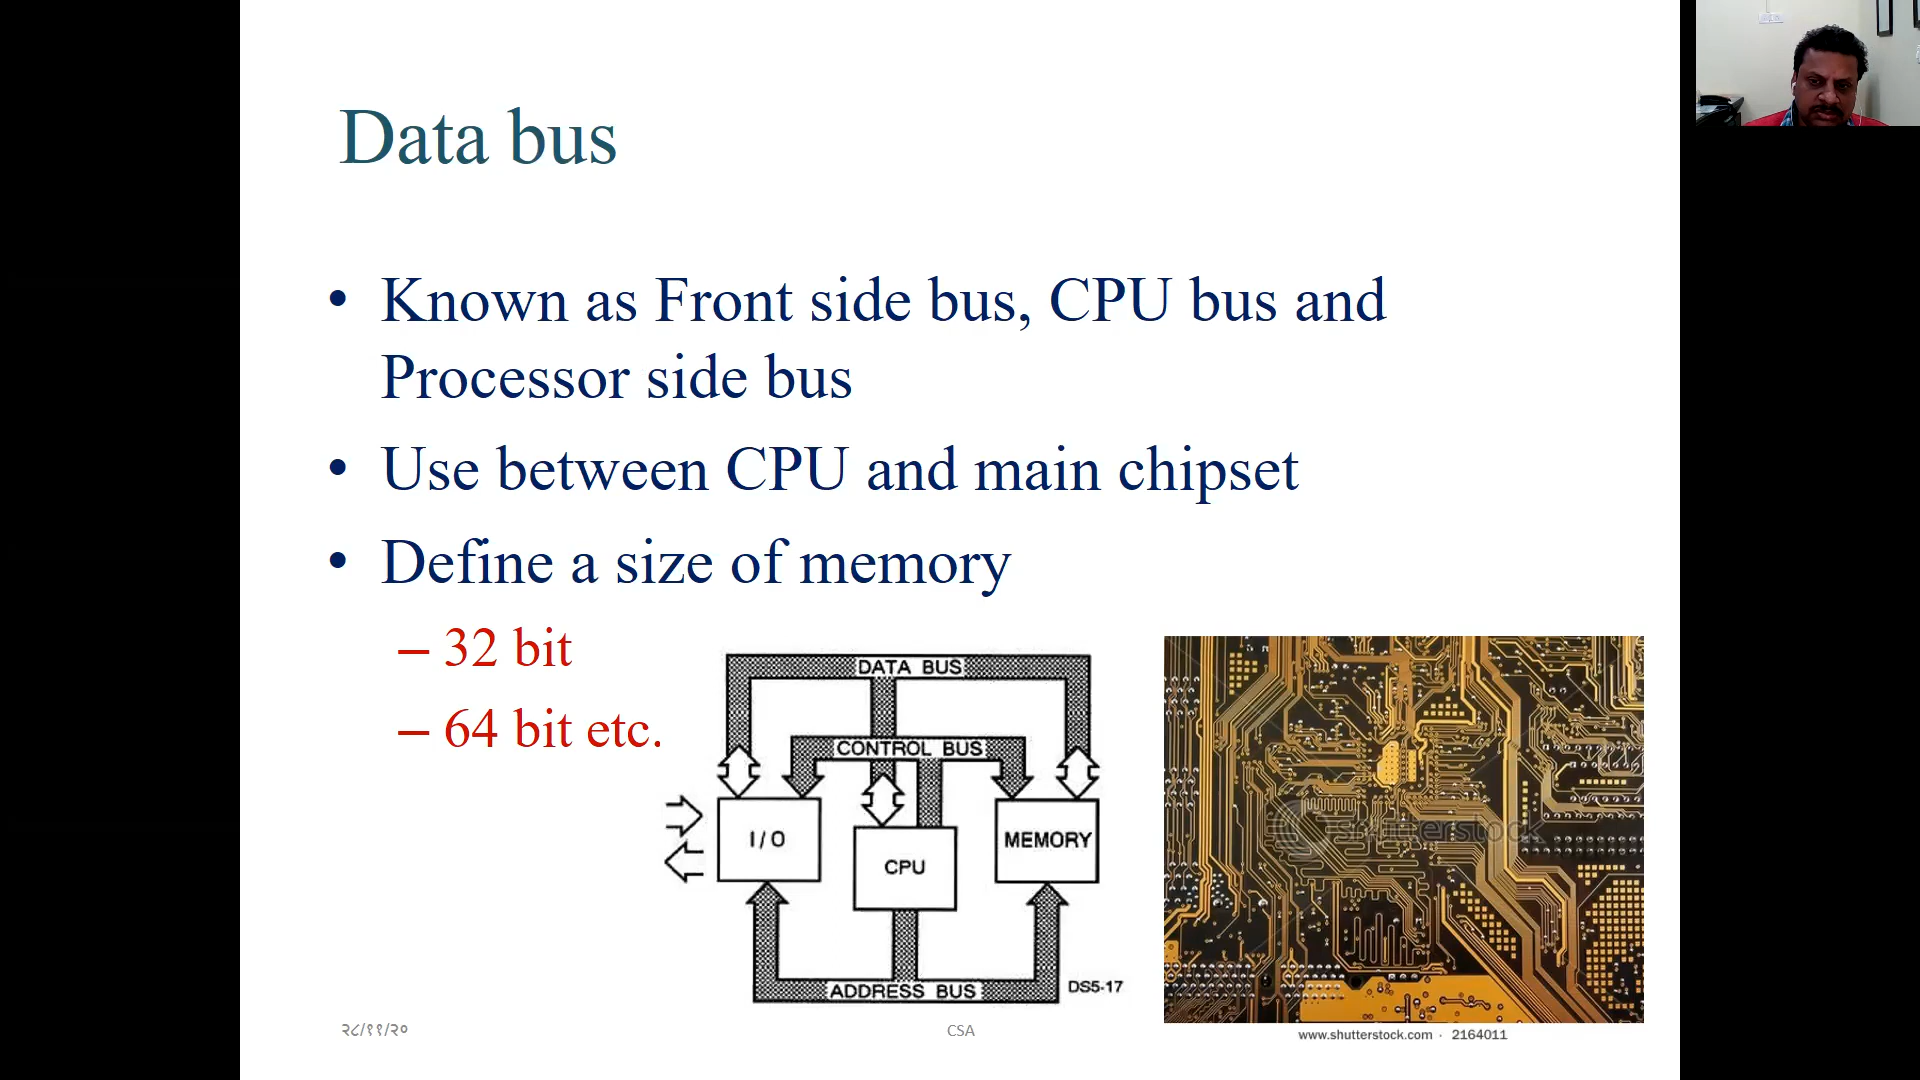 Data bus
• Known as Front side bus, CPU bus and
Processor side bus
• Use between CPU and main chipset
• Define a size of memory
– 32 bit
– 64 bit etc.
DATA BUS
CONTROL BUS
I/O
CPU
MEMORY
ADDRESS BUS
DS5-17
shutterstock
२८/११/२०
CSA
www.shutterstock.com · 2164011